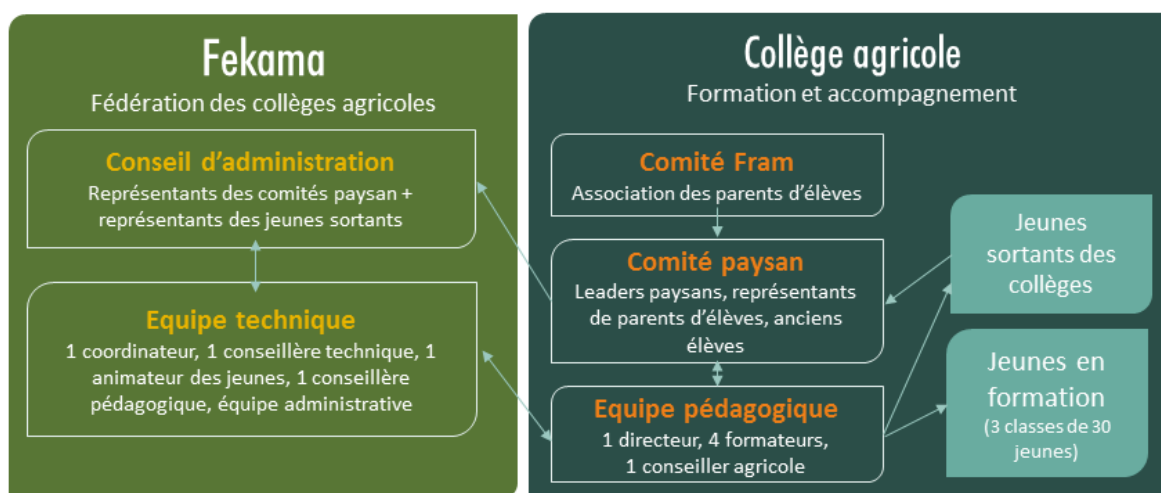 Fekama
Fédération des collèges agricoles
Conseil d’administration
Représentants des comités paysan +
représentants des jeunes sortants
Equipe technique
1 coordinateur, 1 conseillère technique, 1
animateur des jeunes, 1 conseillère
pédagogique, équipe administrative
Collège agricole
Formation et accompagnement
Comité Fram
Association des parents d’élèves
Comité paysan
Leaders paysans, représentants
de parents d’élèves, anciens
élèves
Equipe pédagogique
1 directeur, 4 formateurs,
1 conseiller agricole
Jeunes
sortants des
collèges
Jeunes en
formation
(3 classes de 30
jeunes)